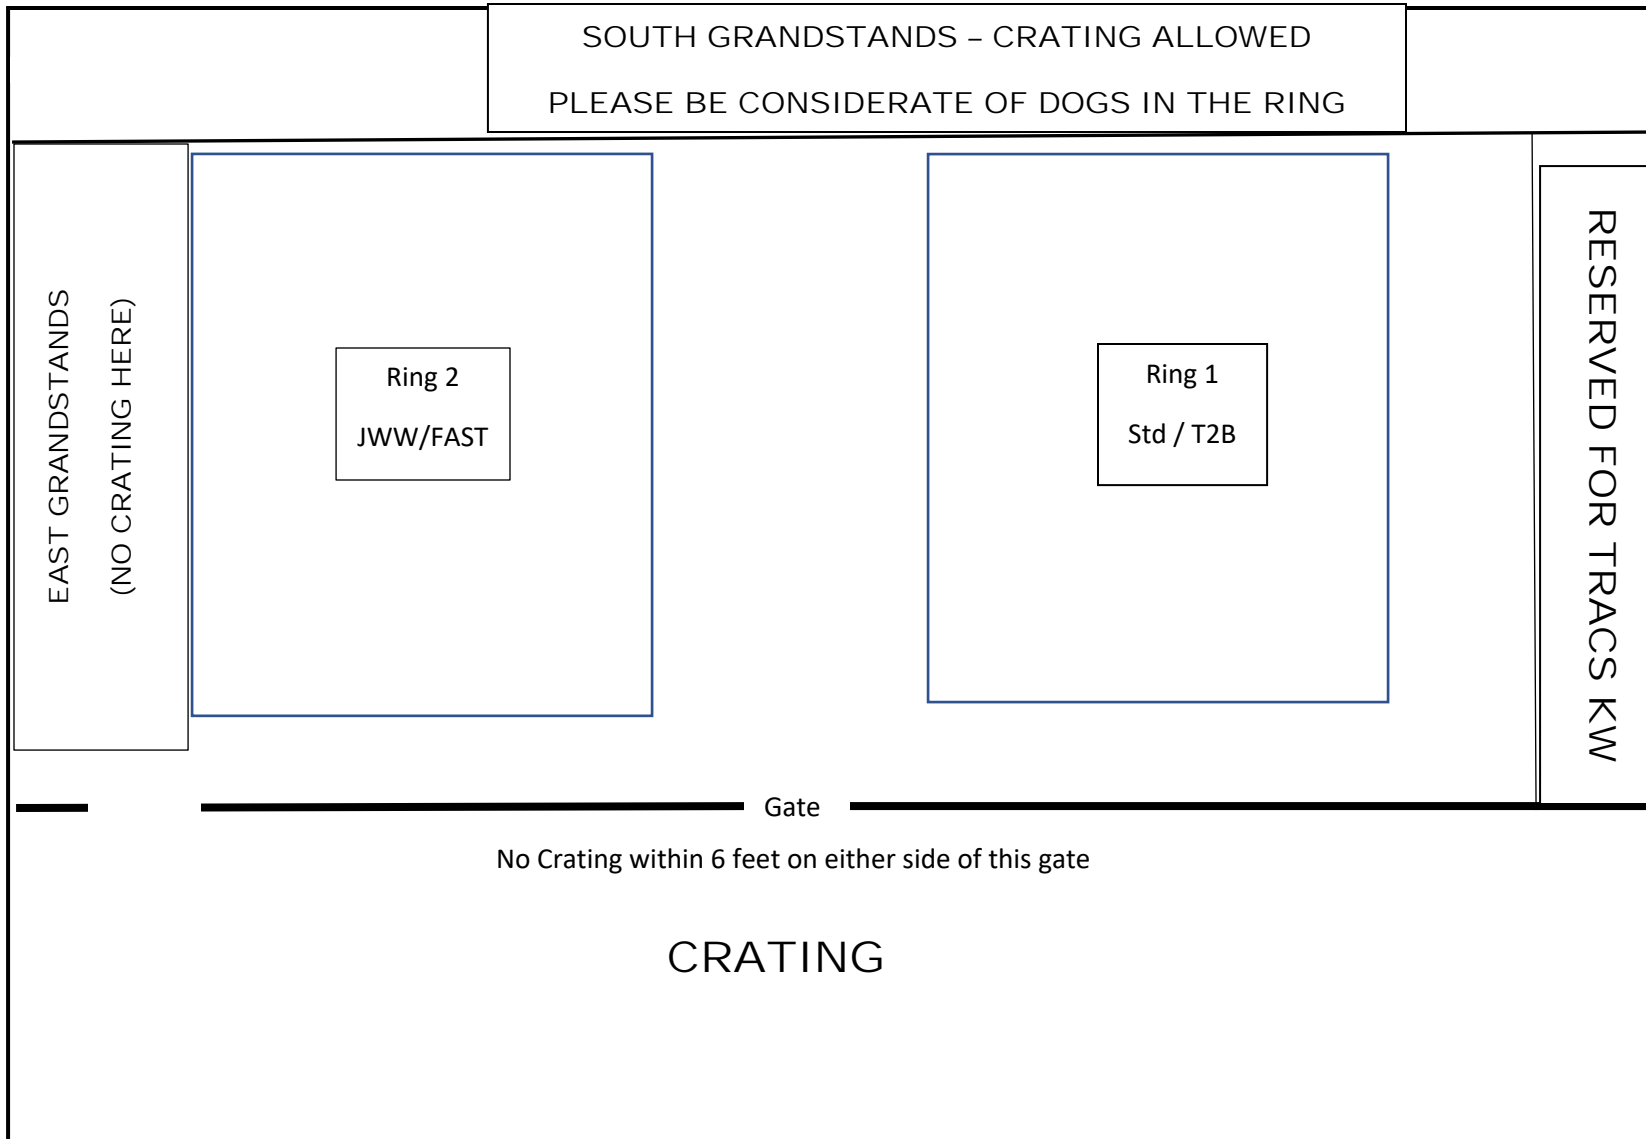 SOUTH GRANDSTANDS – CRATING ALLOWED
PLEASE BE CONSIDERATE OF DOGS IN THE RING
EAST GRANDSTANDS
(NO CRATING HERE)
Ring 2
JWW/FAST
Ring 1
Std / T2B
RESERVED FOR TRACS KW
Gate
No Crating within 6 feet on either side of this gate
CRATING